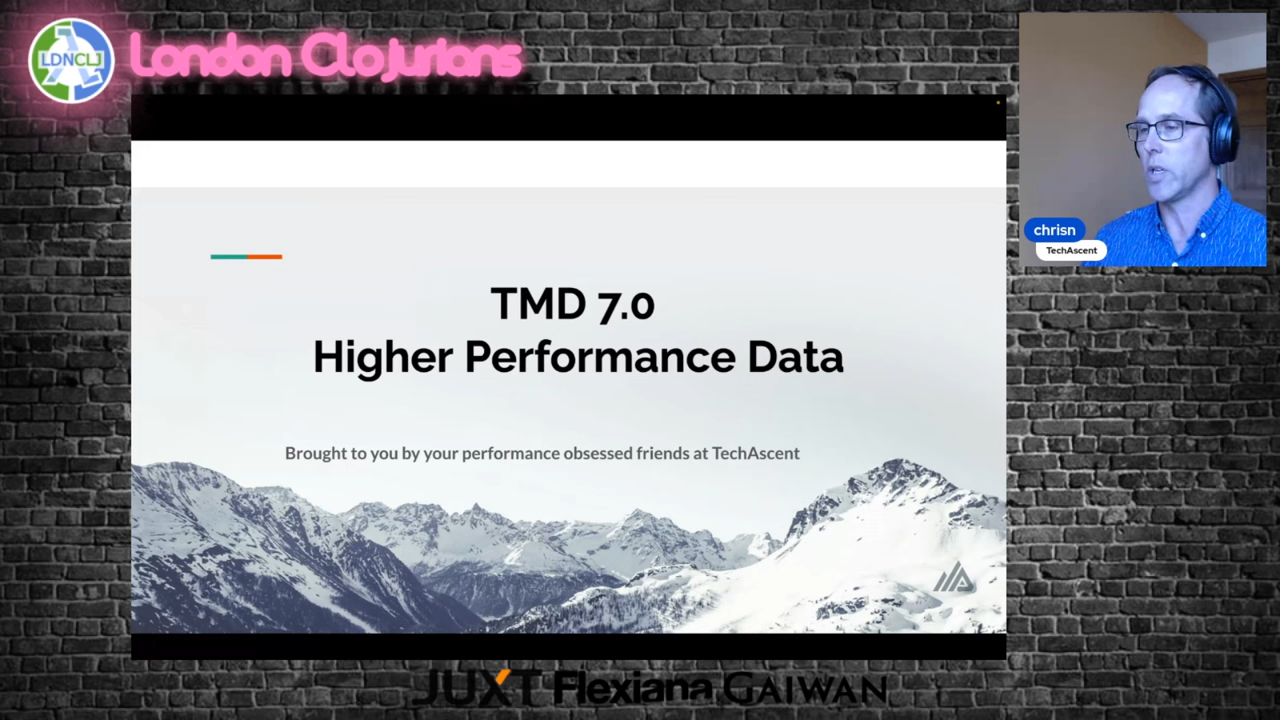 LDNCLJ
London Clojurians
chrisn
TechAscent
TMD 7.0
Higher Performance Data
Brought to you by your performance obsessed friends at TechAscent
JUXT Flexiana GAIWAN